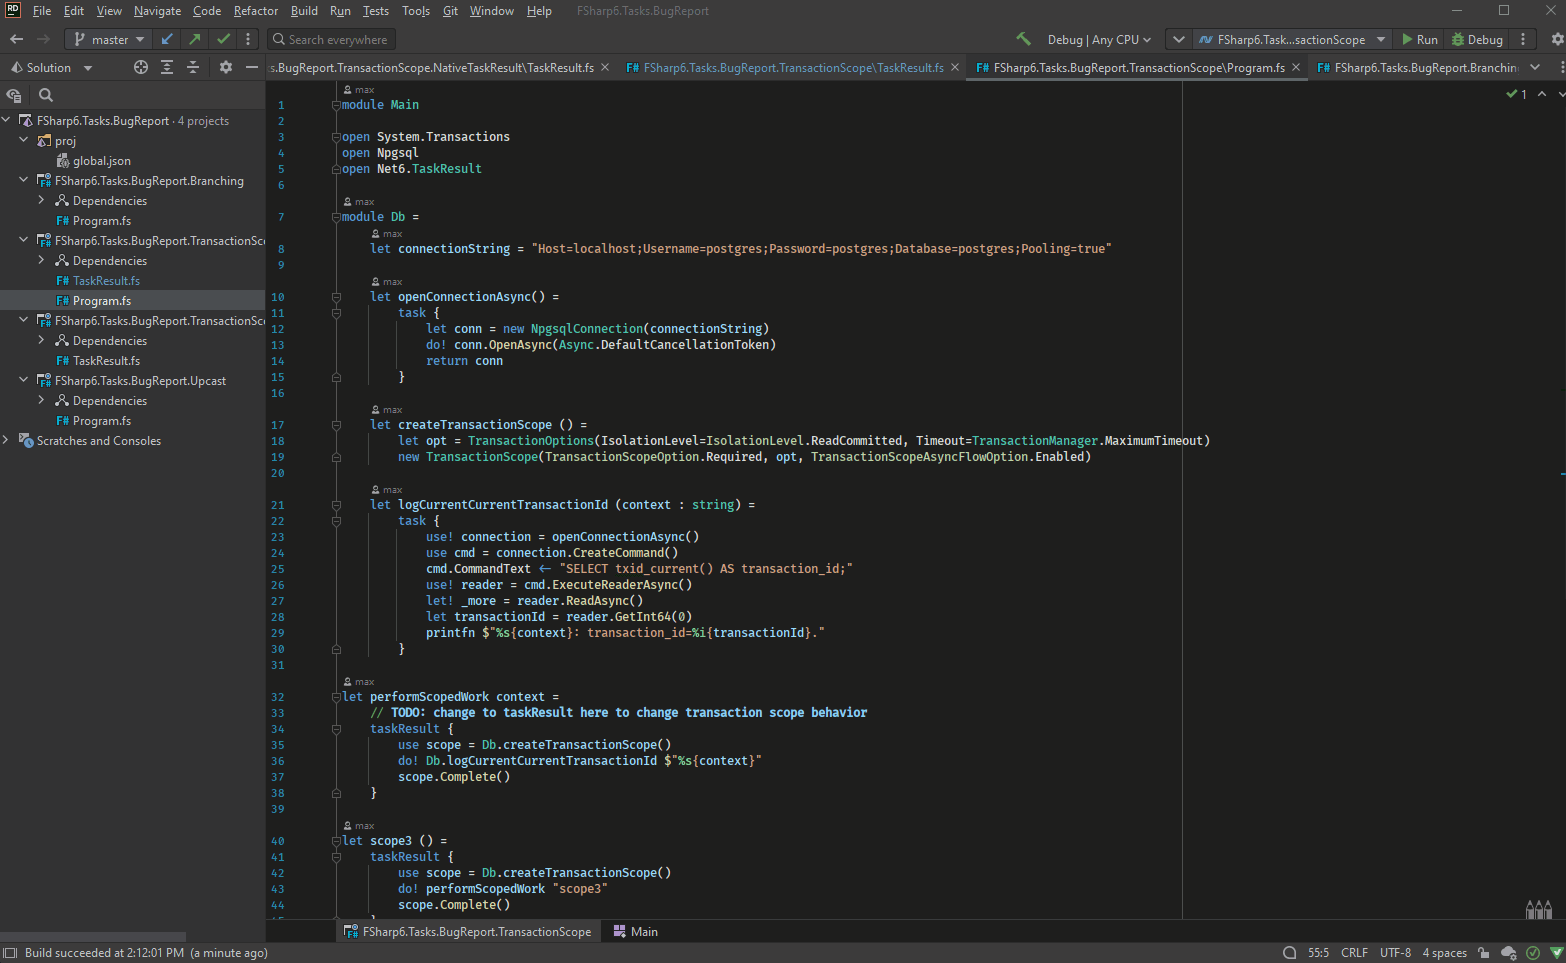 RD File Edit View Navigate Code Refactor Build Run Tests Tools Git Window Help FSharp6.Tasks.BugReport
master Search everywhere Debug | Any CPU FSharp6.Task...sactionScope Run Debug
Solution s.BugReport.TransactionScope.NativeTaskResult\TaskResult.fs F# FSharp6.Tasks.BugReport.TransactionScope\TaskResult.fs F# FSharp6.Tasks.BugReport.TransactionScope\Program.fs F# FSharp6.Tasks.BugReport.Branchin
1
FSharp6.Tasks.BugReport · 4 projects
proj
global.json
F# FSharp6.Tasks.BugReport.Branching
Dependencies
F# Program.fs
F# FSharp6.Tasks.BugReport.TransactionSc
Dependencies
F# TaskResult.fs
F# Program.fs
F# FSharp6.Tasks.BugReport.TransactionSc
Dependencies
F# TaskResult.fs
F# FSharp6.Tasks.BugReport.Upcast
Dependencies
F# Program.fs
Scratches and Consoles
max
1 module Main
2
3 open System.Transactions
4 open Npgsql
5 open Net6.TaskResult
6
max
7 module Db =
max
8 let connectionString = "Host=localhost;Username=postgres;Password=postgres;Database=postgres;Pooling=true"
9
max
10 let openConnectionAsync() =
11 task {
12 let conn = new NpgsqlConnection(connectionString)
13 do! conn.OpenAsync(Async.DefaultCancellationToken)
14 return conn
15 }
16
max
17 let createTransactionScope () =
18 let opt = TransactionOptions(IsolationLevel=IsolationLevel.ReadCommitted, Timeout=TransactionManager.MaximumTimeout)
19 new TransactionScope(TransactionScopeOption.Required, opt, TransactionScopeAsyncFlowOption.Enabled)
20
max
21 let logCurrentCurrentTransactionId (context : string) =
22 task {
23 use! connection = openConnectionAsync()
24 use cmd = connection.CreateCommand()
25 cmd.CommandText <- "SELECT txid_current() AS transaction_id;"
26 use! reader = cmd.ExecuteReaderAsync()
27 let! _more = reader.ReadAsync()
28 let transactionId = reader.GetInt64(0)
29 printfn $"%s{context}: transaction_id=%i{transactionId}."
30 }
31
max
32 let performScopedWork context =
33 // TODO: change to taskResult here to change transaction scope behavior
34 taskResult {
35 use scope = Db.createTransactionScope()
36 do! Db.logCurrentCurrentTransactionId $"%s{context}"
37 scope.Complete()
38 }
39
max
40 let scope3 () =
41 taskResult {
42 use scope = Db.createTransactionScope()
43 do! performScopedWork "scope3"
44 scope.Complete()
F# FSharp6.Tasks.BugReport.TransactionScope Main
Build succeeded at 2:12:01 PM (a minute ago) 55:5 CRLF UTF-8 4 spaces